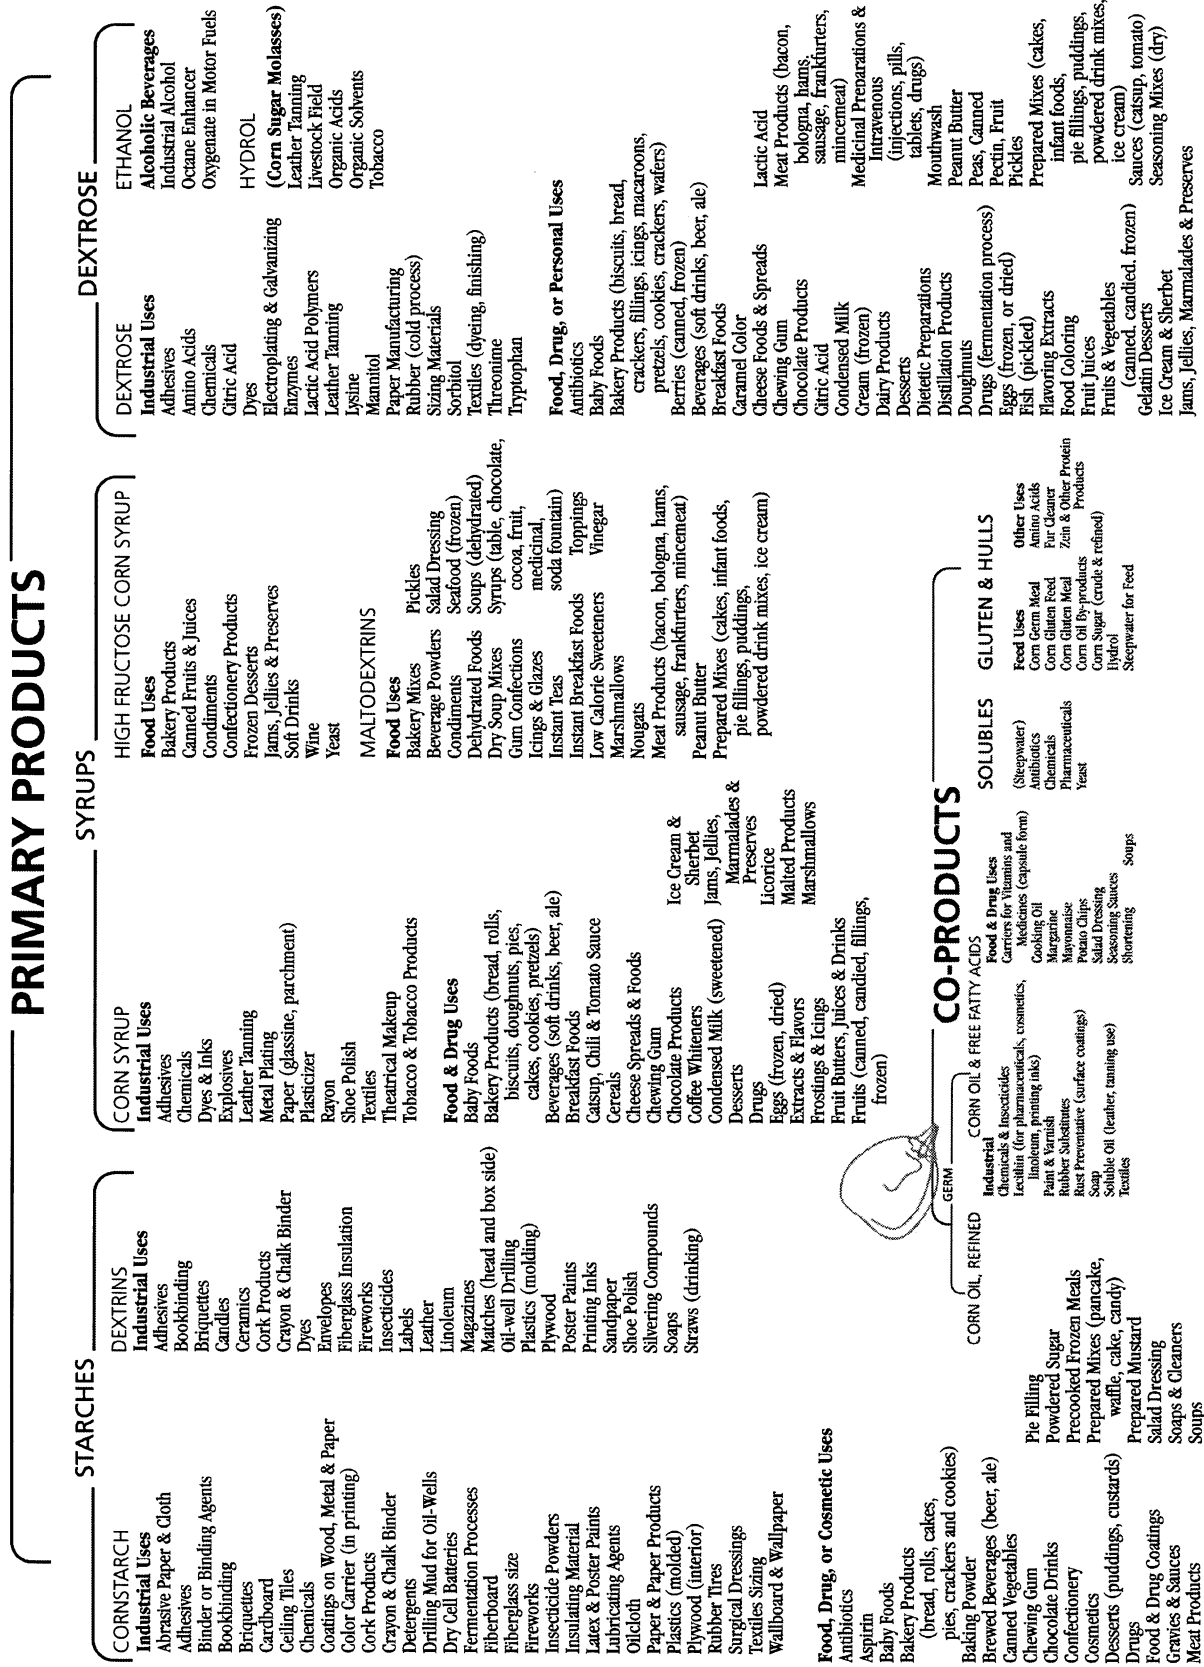 PRIMARY PRODUCTS
STARCHES
CORNSTARCH
Industrial Uses
Abrasive Paper & Cloth
Adhesives
Binder or Binding Agents
Bookbinding
Briquettes
Cardboard
Ceiling Tiles
Chemicals
Coatings on Wood, Metal & Paper
Color Carrier (in printing)
Cork Products
Crayon & Chalk Binder
Detergents
Drilling Mud for Oil-Wells
Dry Cell Batteries
Fermentation Processes
Fiberboard
Fiberglass size
Fireworks
Insecticide Powders
Insulating Material
Latex & Poster Paints
Lubricating Agents
Oilcloth
Paper & Paper Products
Plastics (molded)
Plywood (interior)
Rubber Tires
Surgical Dressings
Textiles Sizing
Wallboard & Wallpaper
Food, Drug, or Cosmetic Uses
Antibiotics
Aspirin
Baby Foods
Bakery Products
(bread, rolls, cakes,
pies, crackers and cookies)
Baking Powder
Brewed Beverages (beer, ale)
Canned Vegetables
Chewing Gum
Chocolate Drinks
Confectionery
Cosmetics
Desserts (puddings, custards)
Drugs
Food & Drug Coatings
Gravies & Sauces
Meat Products
Pie Filling
Powdered Sugar
Precooked Frozen Meals
Prepared Mixes (pancake,
waffle, cake, candy)
Prepared Mustard
Salad Dressing
Soaps & Cleaners
Soups
DEXTRINS
Industrial Uses
Adhesives
Bookbinding
Briquettes
Candles
Ceramics
Cork Products
Crayon & Chalk Binder
Dyes
Envelopes
Fiberglass Insulation
Fireworks
Insecticides
Labels
Leather
Linoleum
Magazines
Matches (head and box side)
Oil-well Drilling
Plastics (molding)
Plywood
Poster Paints
Printing Inks
Sandpaper
Shoe Polish
Silvering Compounds
Soaps
Straws (drinking)
SYRUPS
CORN SYRUP
Industrial Uses
Adhesives
Chemicals
Dyes & Inks
Explosives
Leather Tanning
Metal Plating
Paper (glassine, parchment)
Plasticizer
Rayon
Shoe Polish
Textiles
Theatrical Makeup
Tobacco & Tobacco Products
Food & Drug Uses
Baby Foods
Bakery Products (bread, rolls,
biscuits, doughnuts, pies,
cakes, cookies, pretzels)
Beverages (soft drinks, beer, ale)
Breakfast Foods
Catsup, Chili & Tomato Sauce
Cereals
Cheese Spreads & Foods
Chewing Gum
Chocolate Products
Coffee Whiteners
Condensed Milk (sweetened)
Desserts
Drugs
Eggs (frozen, dried)
Extracts & Flavors
Frostings & Icings
Fruit Butters, Juices & Drinks
Fruits (canned, candied, fillings,
frozen)
Ice Cream &
Sherbet
Jams, Jellies,
Marmalades &
Preserves
Licorice
Malted Products
Marshmallows
HIGH FRUCTOSE CORN SYRUP
Food Uses
Bakery Products
Canned Fruits & Juices
Condiments
Confectionery Products
Frozen Desserts
Jams, Jellies & Preserves
Soft Drinks
Wine
Yeast
MALTODEXTRINS
Food Uses
Bakery Mixes
Beverage Powders
Condiments
Dehydrated Foods
Dry Soup Mixes
Gum Confections
Icings & Glazes
Instant Teas
Instant Breakfast Foods
Low Calorie Sweeteners
Marshmallows
Nougats
Meat Products (bacon, bologna, hams,
sausage, frankfurters, mincemeat)
Peanut Butter
Prepared Mixes (cakes, infant foods,
pie fillings, puddings,
powdered drink mixes, ice cream)
Pickles
Salad Dressing
Seafood (frozen)
Soups (dehydrated)
Syrups (table, chocolate,
cocoa, fruit,
medicinal,
soda fountain)
Toppings
Vinegar
DEXTROSE
DEXTROSE
Industrial Uses
Adhesives
Amino Acids
Chemicals
Citric Acid
Dyes
Electroplating & Galvanizing
Enzymes
Lactic Acid Polymers
Leather Tanning
Lysine
Mannitol
Paper Manufacturing
Rubber (cold process)
Sizing Materials
Sorbitol
Textiles (dyeing, finishing)
Threonine
Tryptophan
Food, Drug, or Personal Uses
Antibiotics
Baby Foods
Bakery Products (biscuits, bread,
crackers, fillings, icings, macaroons,
pretzels, cookies, crackers, wafers)
Berries (canned, frozen)
Beverages (soft drinks, beer, ale)
Breakfast Foods
Caramel Color
Cheese Foods & Spreads
Chewing Gum
Chocolate Products
Citric Acid
Condensed Milk
Cream (frozen)
Dairy Products
Desserts
Dietetic Preparations
Distillation Products
Doughnuts
Drugs (fermentation process)
Eggs (frozen, or dried)
Fish (pickled)
Flavoring Extracts
Food Coloring
Fruit Juices
Fruits & Vegetables
(canned. candied. frozen)
Gelatin Desserts
Ice Cream & Sherbet
Jams, Jellies, Marmalades & Preserves
ETHANOL
Alcoholic Beverages
Industrial Alcohol
Octane Enhancer
Oxygenate in Motor Fuels
HYDROL
(Corn Sugar Molasses)
Leather Tanning
Livestock Field
Organic Acids
Organic Solvents
Tobacco
Lactic Acid
Meat Products (bacon,
bologna, hams,
sausage, frankfurters,
mincemeat)
Medicinal Preparations &
Intravenous
(injections, pills,
tablets, drugs)
Mouthwash
Peanut Butter
Peas, Canned
Pectin, Fruit
Pickles
Prepared Mixes (cakes,
infant foods,
pie fillings, puddings,
powdered drink mixes,
ice cream)
Sauces (catsup, tomato)
Seasoning Mixes (dry)
CO-PRODUCTS
GERM
CORN OIL, REFINED
CORN OIL & FREE FATTY ACIDS
Industrial
Chemicals & Insecticides
Lecithin (for pharmaceuticals, cosmetics,
linoleum, printing inks)
Paint & Varnish
Rubber Substitutes
Rust Preventative (surface coatings)
Soap
Soluble Oil (leather, tanning use)
Textiles
Food & Drug Uses
Carriers for Vitamins and
Medicines (capsule form)
Cooking Oil
Margarine
Mayonnaise
Potato Chips
Salad Dressing
Seasoning Sauces
Shortening
Soups
SOLUBLES
(Steepwater)
Antibiotics
Chemicals
Pharmaceuticals
Yeast
GLUTEN & HULLS
Feed Uses
Corn Germ Meal
Corn Gluten Feed
Corn Gluten Meal
Corn Oil By-products
Corn Sugar (crude & refined)
Hydrol
Steepwater for Feed
Other Uses
Amino Acids
Fur Cleaner
Zein & Other Protein
Products